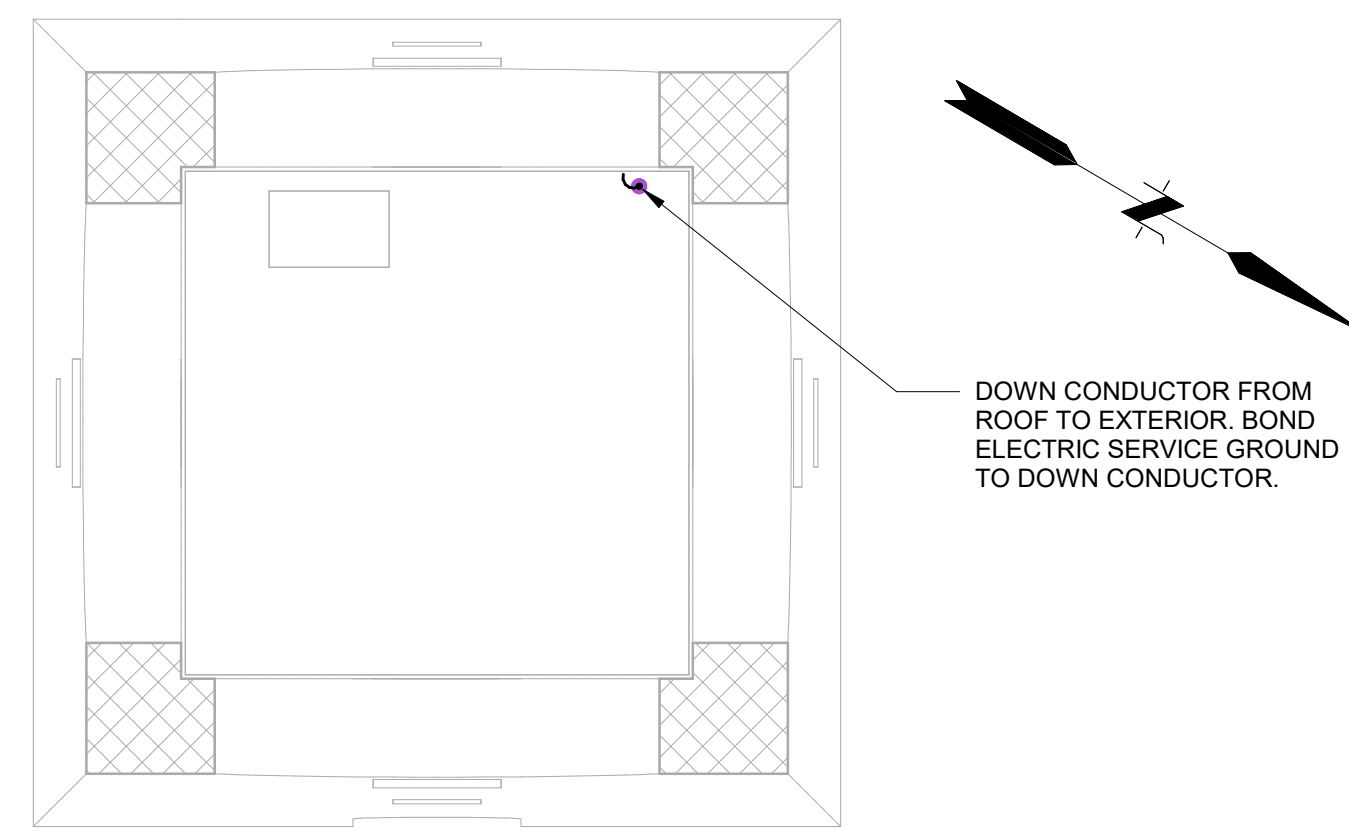 DOWN CONDUCTOR FROM
ROOF TO EXTERIOR. BOND
ELECTRIC SERVICE GROUND
TO DOWN CONDUCTOR.